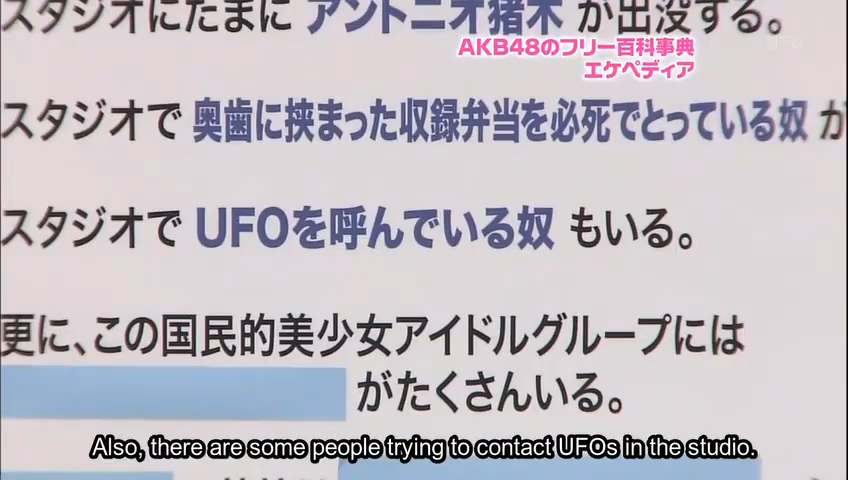 スタジオにたまに アントニオ猪木 が出没する。
AKB48のフリー百科事典
エケペディア
スタジオで 奥歯に挟まった収録弁当を必死でとっている奴 が
スタジオで UFOを呼んでいる奴 もいる。
更に、この国民的美少女アイドルグループには
がたくさんいる。
Also, there are some people trying to contact UFOs in the studio.